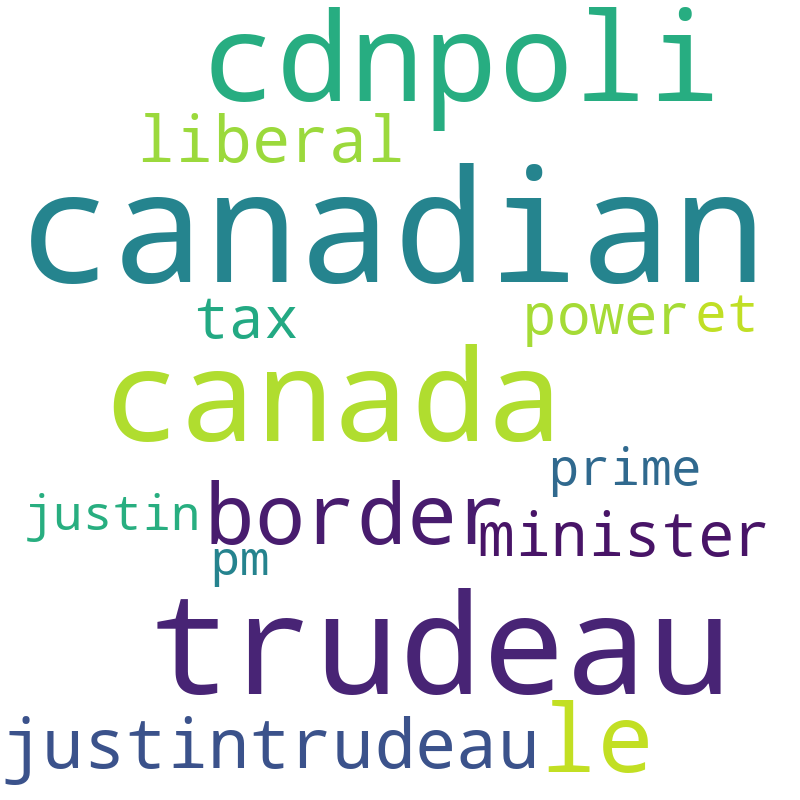 cdnpoli
liberal
canadian
tax power et
canada
prime
justin border minister
pm
trudeau
justintrudeau le